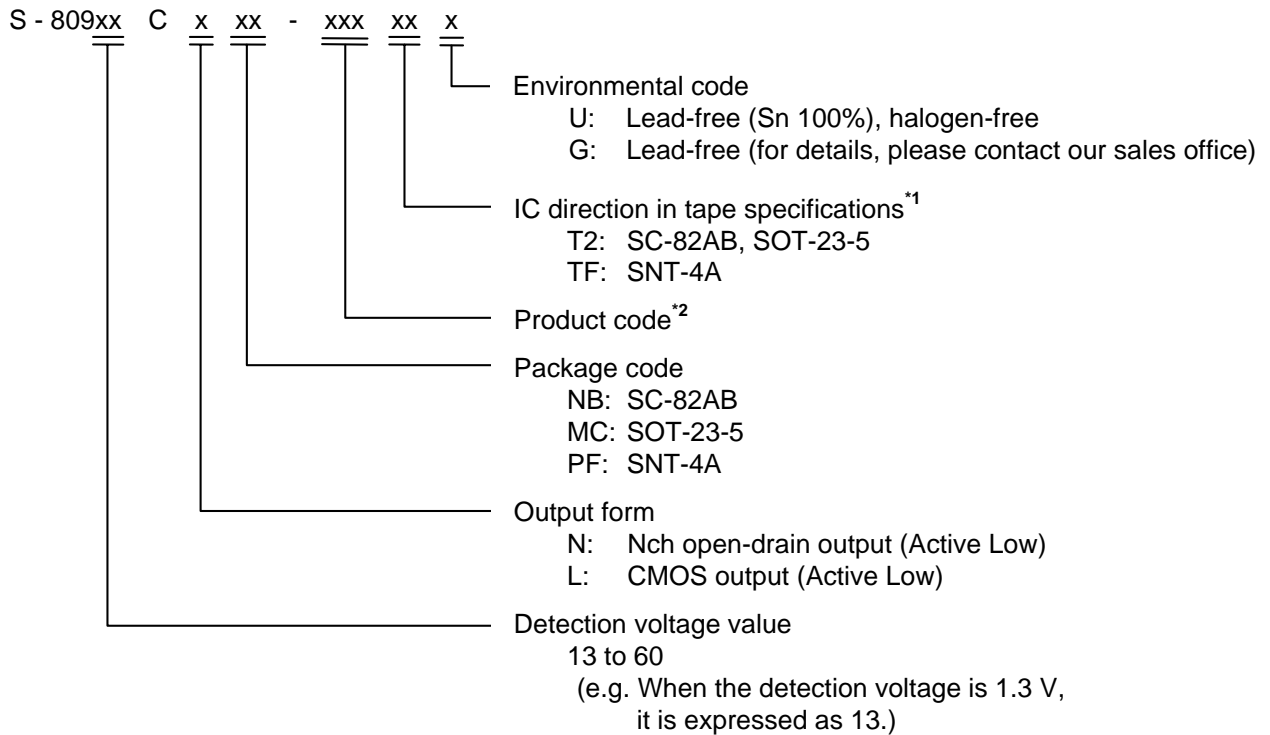 S - 809xx C x xx - xxx xx x
Environmental code
U: Lead-free (Sn 100%), halogen-free
G: Lead-free (for details, please contact our sales office)
IC direction in tape specifications*1
T2: SC-82AB, SOT-23-5
TF: SNT-4A
Product code*2
Package code
NB: SC-82AB
MC: SOT-23-5
PF: SNT-4A
Output form
N: Nch open-drain output (Active Low)
L: CMOS output (Active Low)
Detection voltage value
13 to 60
(e.g. When the detection voltage is 1.3 V,
it is expressed as 13.)